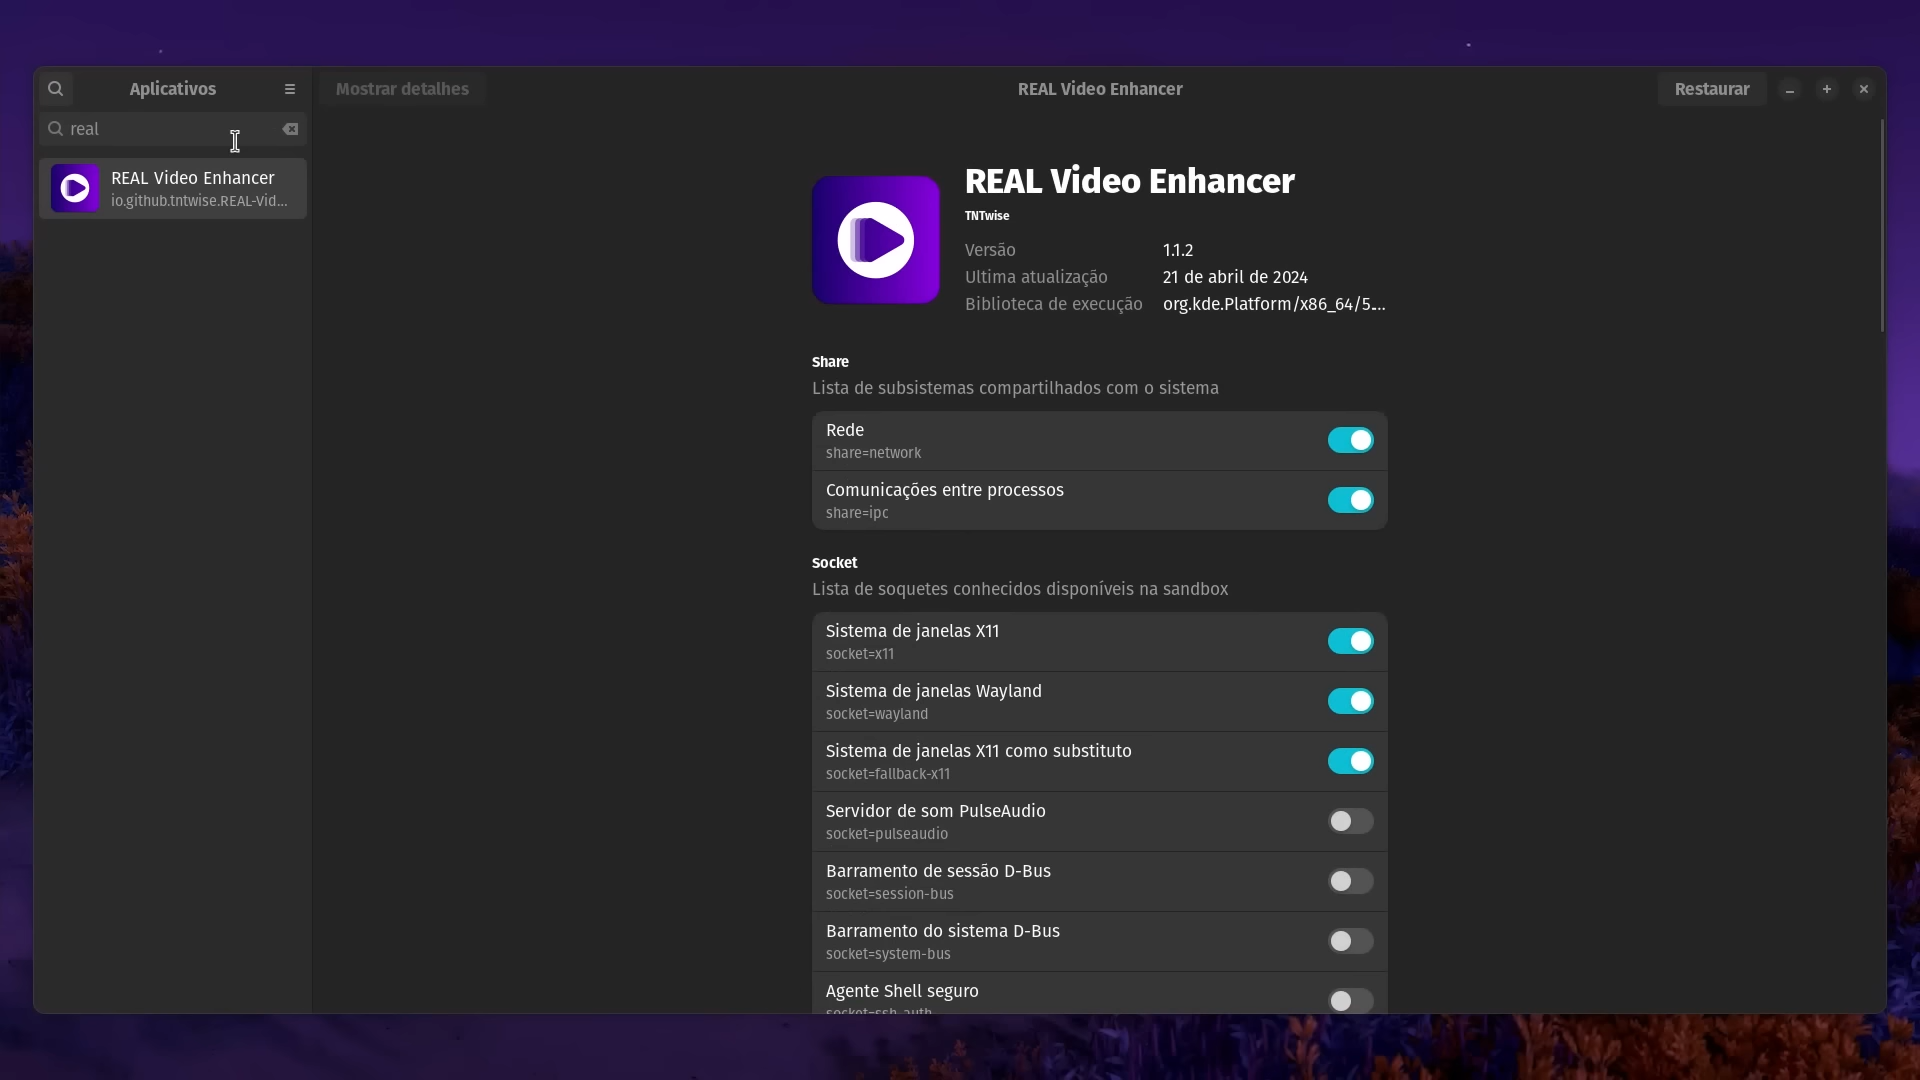 Aplicativos
Mostrar detalhes
REAL Video Enhancer
Restaurar
real
REAL Video Enhancer
io.github.tntwise.REAL-Vid...
REAL Video Enhancer
TNTwise
Versão 1.1.2
Ultima atualização 21 de abril de 2024
Biblioteca de execução org.kde.Platform/x86_64/5...
Share
Lista de subsistemas compartilhados com o sistema
Rede
share=network
Comunicações entre processos
share=ipc
Socket
Lista de soquetes conhecidos disponíveis na sandbox
Sistema de janelas X11
socket=x11
Sistema de janelas Wayland
socket=wayland
Sistema de janelas X11 como substituto
socket=fallback-x11
Servidor de som PulseAudio
socket=pulseaudio
Barramento de sessão D-Bus
socket=session-bus
Barramento do sistema D-Bus
socket=system-bus
Agente Shell seguro
socket=ssh-auth